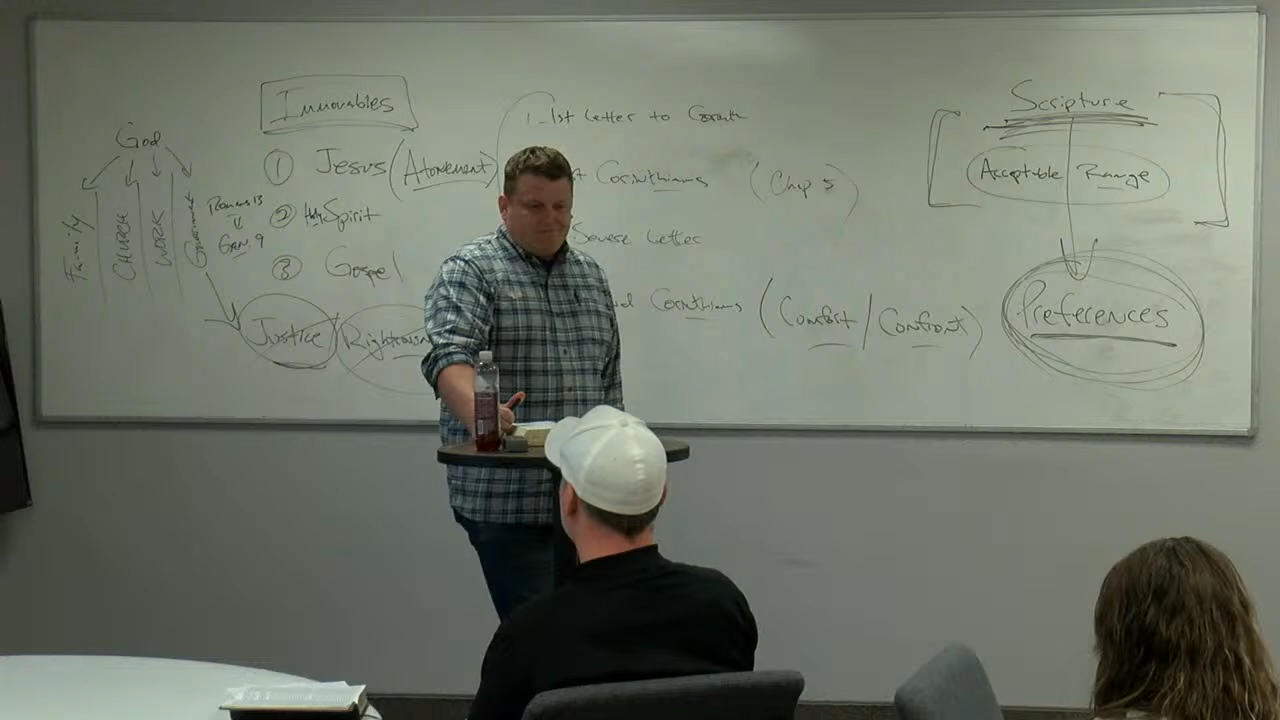 God
Family
CHURCH
WORK
Government
Romans 13
Gen. 9
Justice / Righteous
Immovables
① Jesus (Atonement)
② Holy Spirit
③ Gospel
1st Letter to Corinth
Corinthians (Chap 5)
Severe Letter
Corinthians (Comfort / Confront)
Scripture
Acceptable Range
Preferences